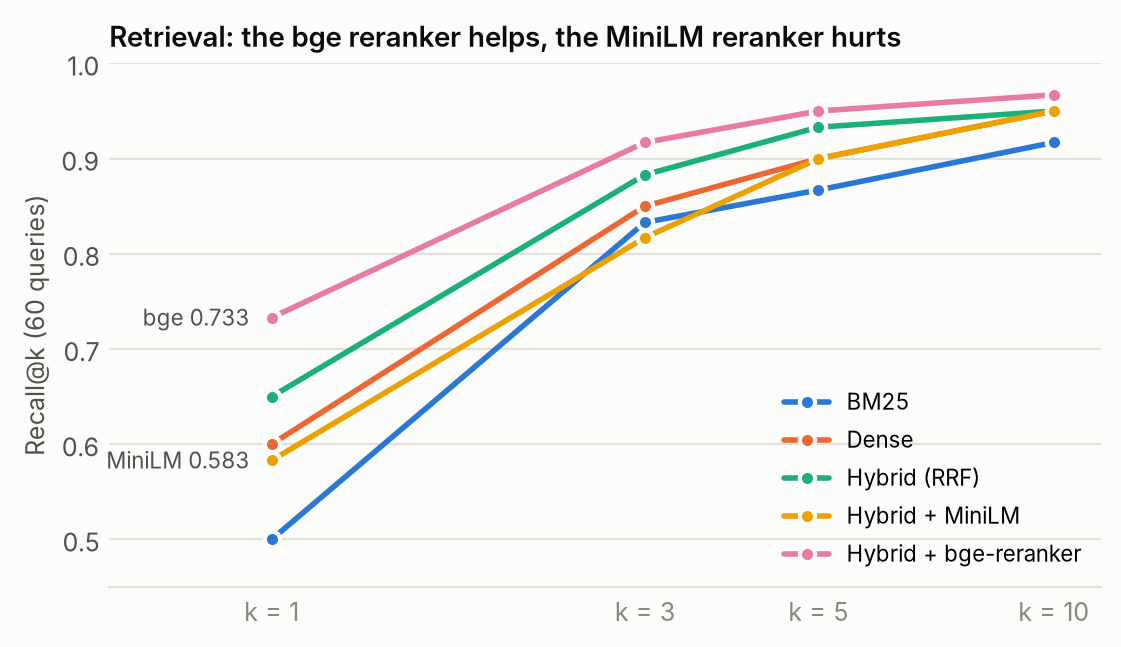 Retrieval: the bge reranker helps, the MiniLM reranker hurts
Recall@k (60 queries)
1.0
0.9
0.8
0.7
0.6
0.5
bge 0.733
MiniLM 0.583
BM25
Dense
Hybrid (RRF)
Hybrid + MiniLM
Hybrid + bge-reranker
k = 1
k = 3
k = 5
k = 10